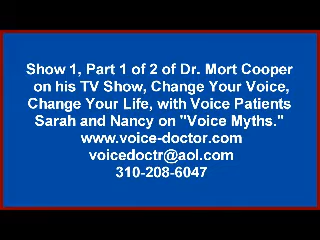 Show 1, Part 1 of 2 of Dr. Mort Cooper
on his TV Show, Change Your Voice,
Change Your Life, with Voice Patients
Sarah and Nancy on "Voice Myths."
www.voice-doctor.com
voicedoctr@aol.com
310-208-6047